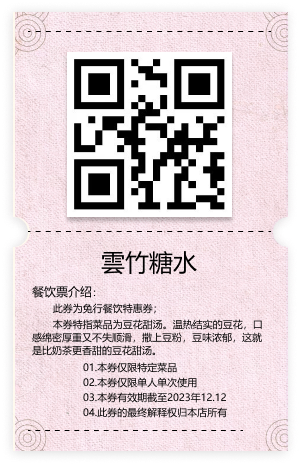 雲竹糖水
餐饮票介绍：
此券为免行餐饮特惠券；
本券特指菜品为豆花甜汤。温热结实的豆花，口
感绵密厚重又不失顺滑，撒上豆粉，豆味浓郁，这就
是比奶茶更香甜的豆花甜汤。
01.本券仅限特定菜品
02.本券仅限单人单次使用
03.本券有效期截至2023年12.12
04.此券的最终解释权归本店所有